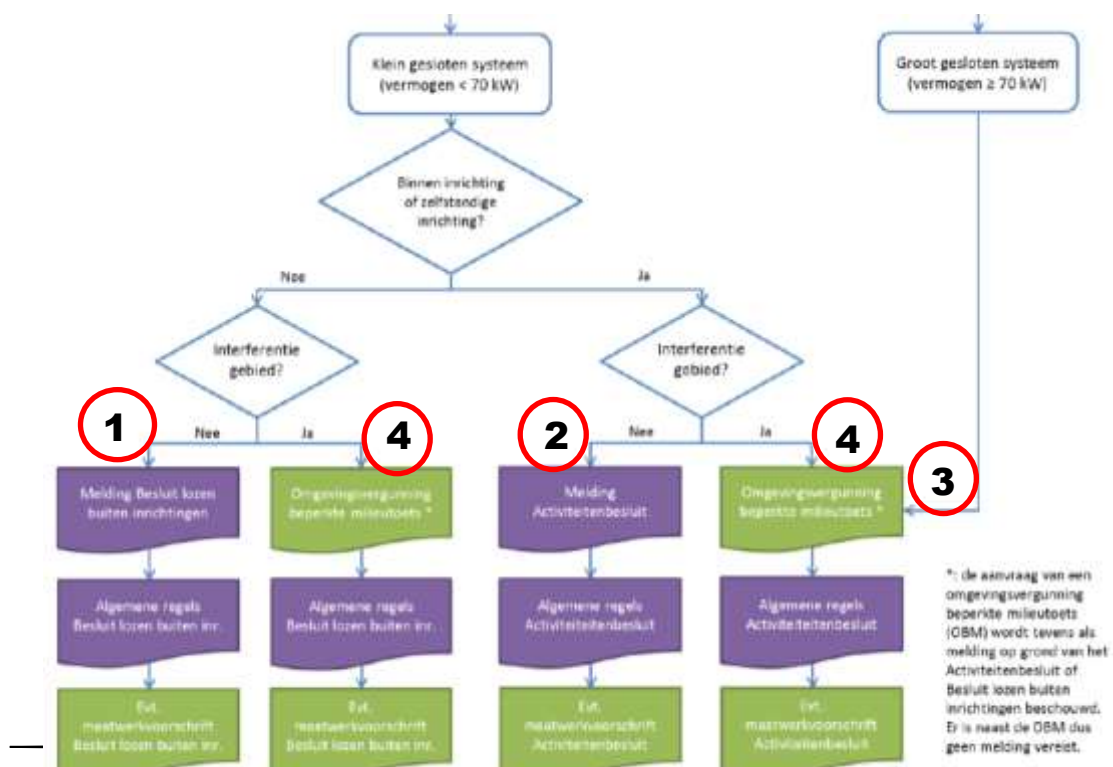 Klein gesloten systeem
(vermogen < 70 kW)
Groot gesloten systeem
(vermogen ≥ 70 kW)
Binnen inrichting
of zelfstandige
inrichting?
Nee
Ja
Interferentie
gebied?
Interferentie
gebied?
1
Nee
Ja
4
2
Nee
Ja
4
3
Melding Besluit lozen
buiten inrichtingen
Omgevingsvergunning
beperkte milieutoets *
Melding
Activiteitenbesluit
Omgevingsvergunning
beperkte milieutoets *
Algemene regels
Besluit lozen buiten inr.
Algemene regels
Besluit lozen buiten inr.
Algemene regels
Activiteiteitenbesluit
Algemene regels
Activiteiteitenbesluit
Evt.
maatwerkvoorschrift
Besluit lozen buiten inr.
Evt.
maatwerkvoorschrift
Besluit lozen buiten inr.
Evt.
maatwerkvoorschrift
Activiteitenbesluit
Evt.
maatwerkvoorschrift
Activiteitenbesluit
*: de aanvraag van een
omgevingsvergunning
beperkte milieutoets
(OBM) wordt tevens als
melding op grond van het
Activiteitenbesluit of
Besluit lozen buiten
inrichtingen beschouwd.
Er is naast de OBM dus
geen melding vereist.